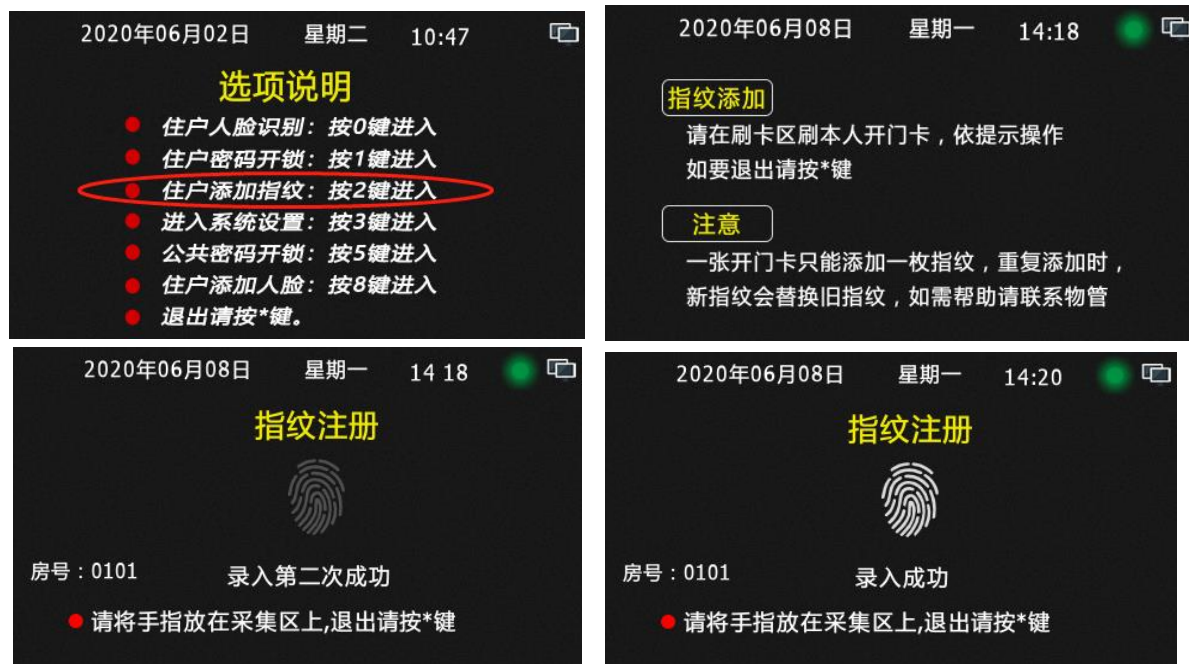 2020年06月02日 星期二 10:47
选项说明
住户人脸识别：按0键进入
住户密码开锁：按1键进入
住户添加指纹：按2键进入
进入系统设置：按3键进入
公共密码开锁：按5键进入
住户添加人脸：按8键进入
退出请按*键。
2020年06月08日 星期一 14:18
指纹添加
请在刷卡区刷本人开门卡，依提示操作
如要退出请按*键
注意
一张开门卡只能添加一枚指纹，重复添加时，
新指纹会替换旧指纹，如需帮助请联系物管
2020年06月08日 星期一 14 18
指纹注册
房号：0101 录入第二次成功
请将手指放在采集区上,退出请按*键
2020年06月08日 星期一 14:20
指纹注册
房号：0101 录入成功
请将手指放在采集区上,退出请按*键